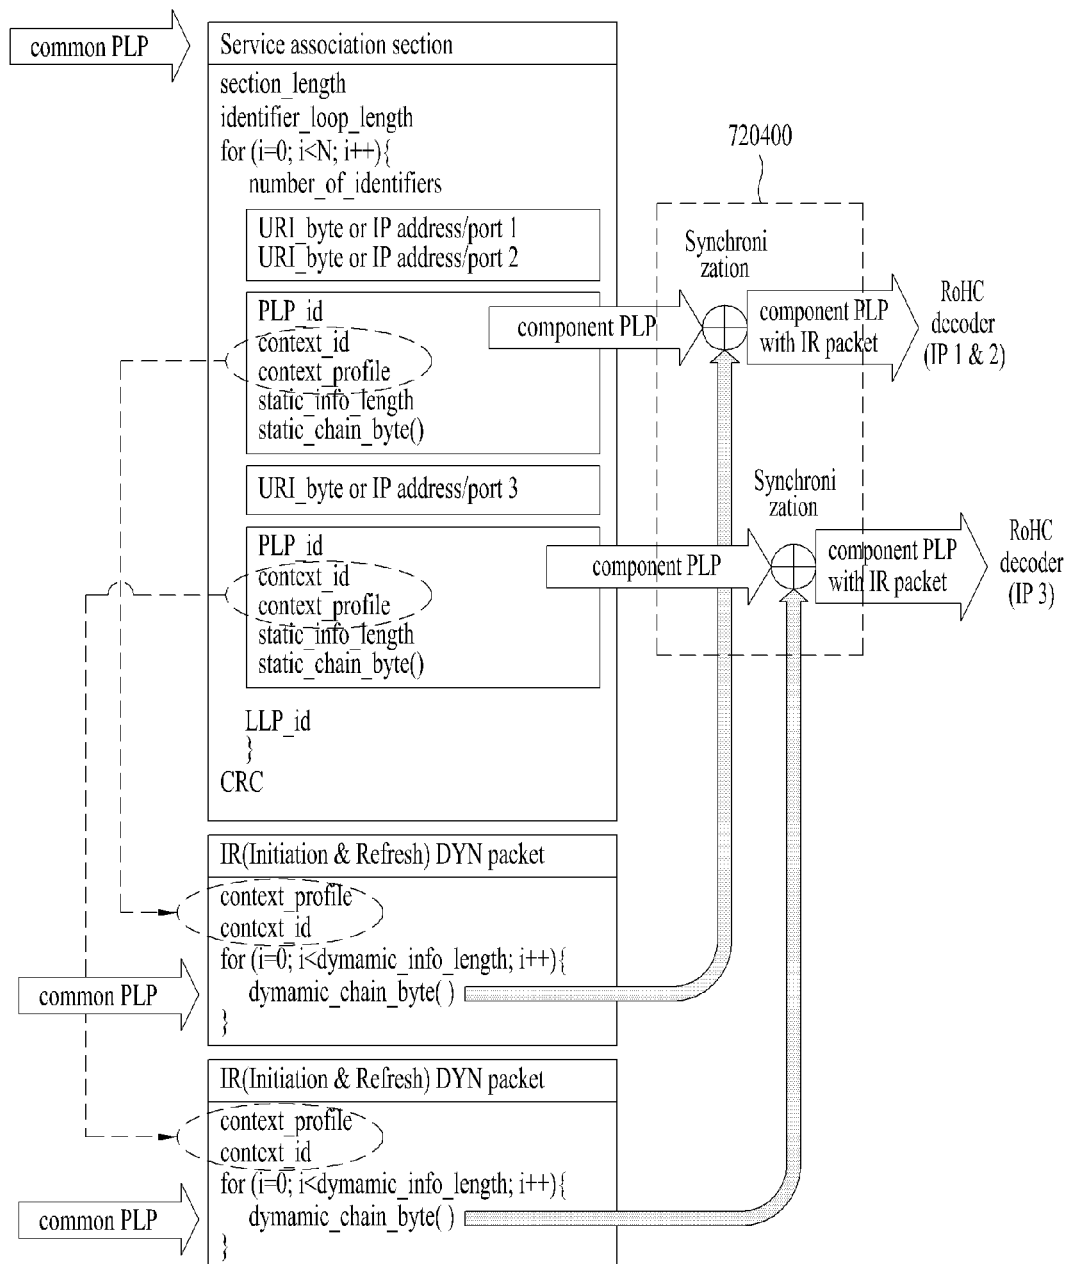 common PLP
Service association section
section_length
identifier_loop_length
for (i=0; i<N; i++){
number_of_identifiers
URI_byte or IP address/port 1
URI_byte or IP address/port 2
PLP_id
context_id
context_profile
static_info_length
static_chain_byte()
URI_byte or IP address/port 3
PLP_id
context_id
context_profile
static_info_length
static_chain_byte()
LLP_id
}
CRC
720400
Synchroni
zation
component PLP
component PLP
with IR packet
RoHC
decoder
(IP 1 & 2)
Synchroni
zation
component PLP
component PLP
with IR packet
RoHC
decoder
(IP 3)
IR(Initiation & Refresh) DYN packet
context_profile
context_id
for (i=0; i<dymamic_info_length; i++){
dymamic_chain_byte( )
}
common PLP
IR(Initiation & Refresh) DYN packet
context_profile
context_id
for (i=0; i<dymamic_info_length; i++){
dymamic_chain_byte( )
}
common PLP